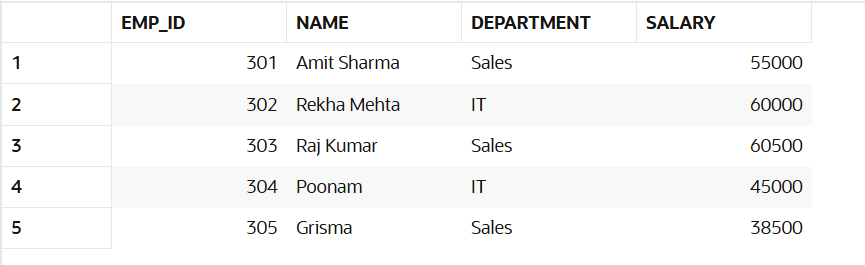 EMP_ID NAME DEPARTMENT SALARY
1 301 Amit Sharma Sales 55000
2 302 Rekha Mehta IT 60000
3 303 Raj Kumar Sales 60500
4 304 Poonam IT 45000
5 305 Grisma Sales 38500